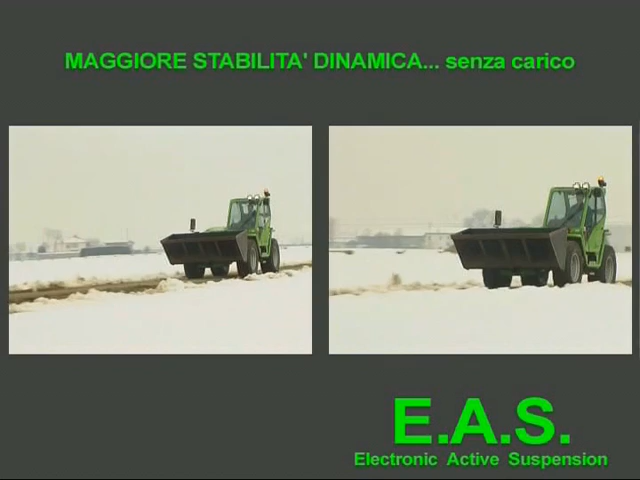 MAGGIORE STABILITA' DINAMICA... senza carico
E.A.S.
Electronic Active Suspension